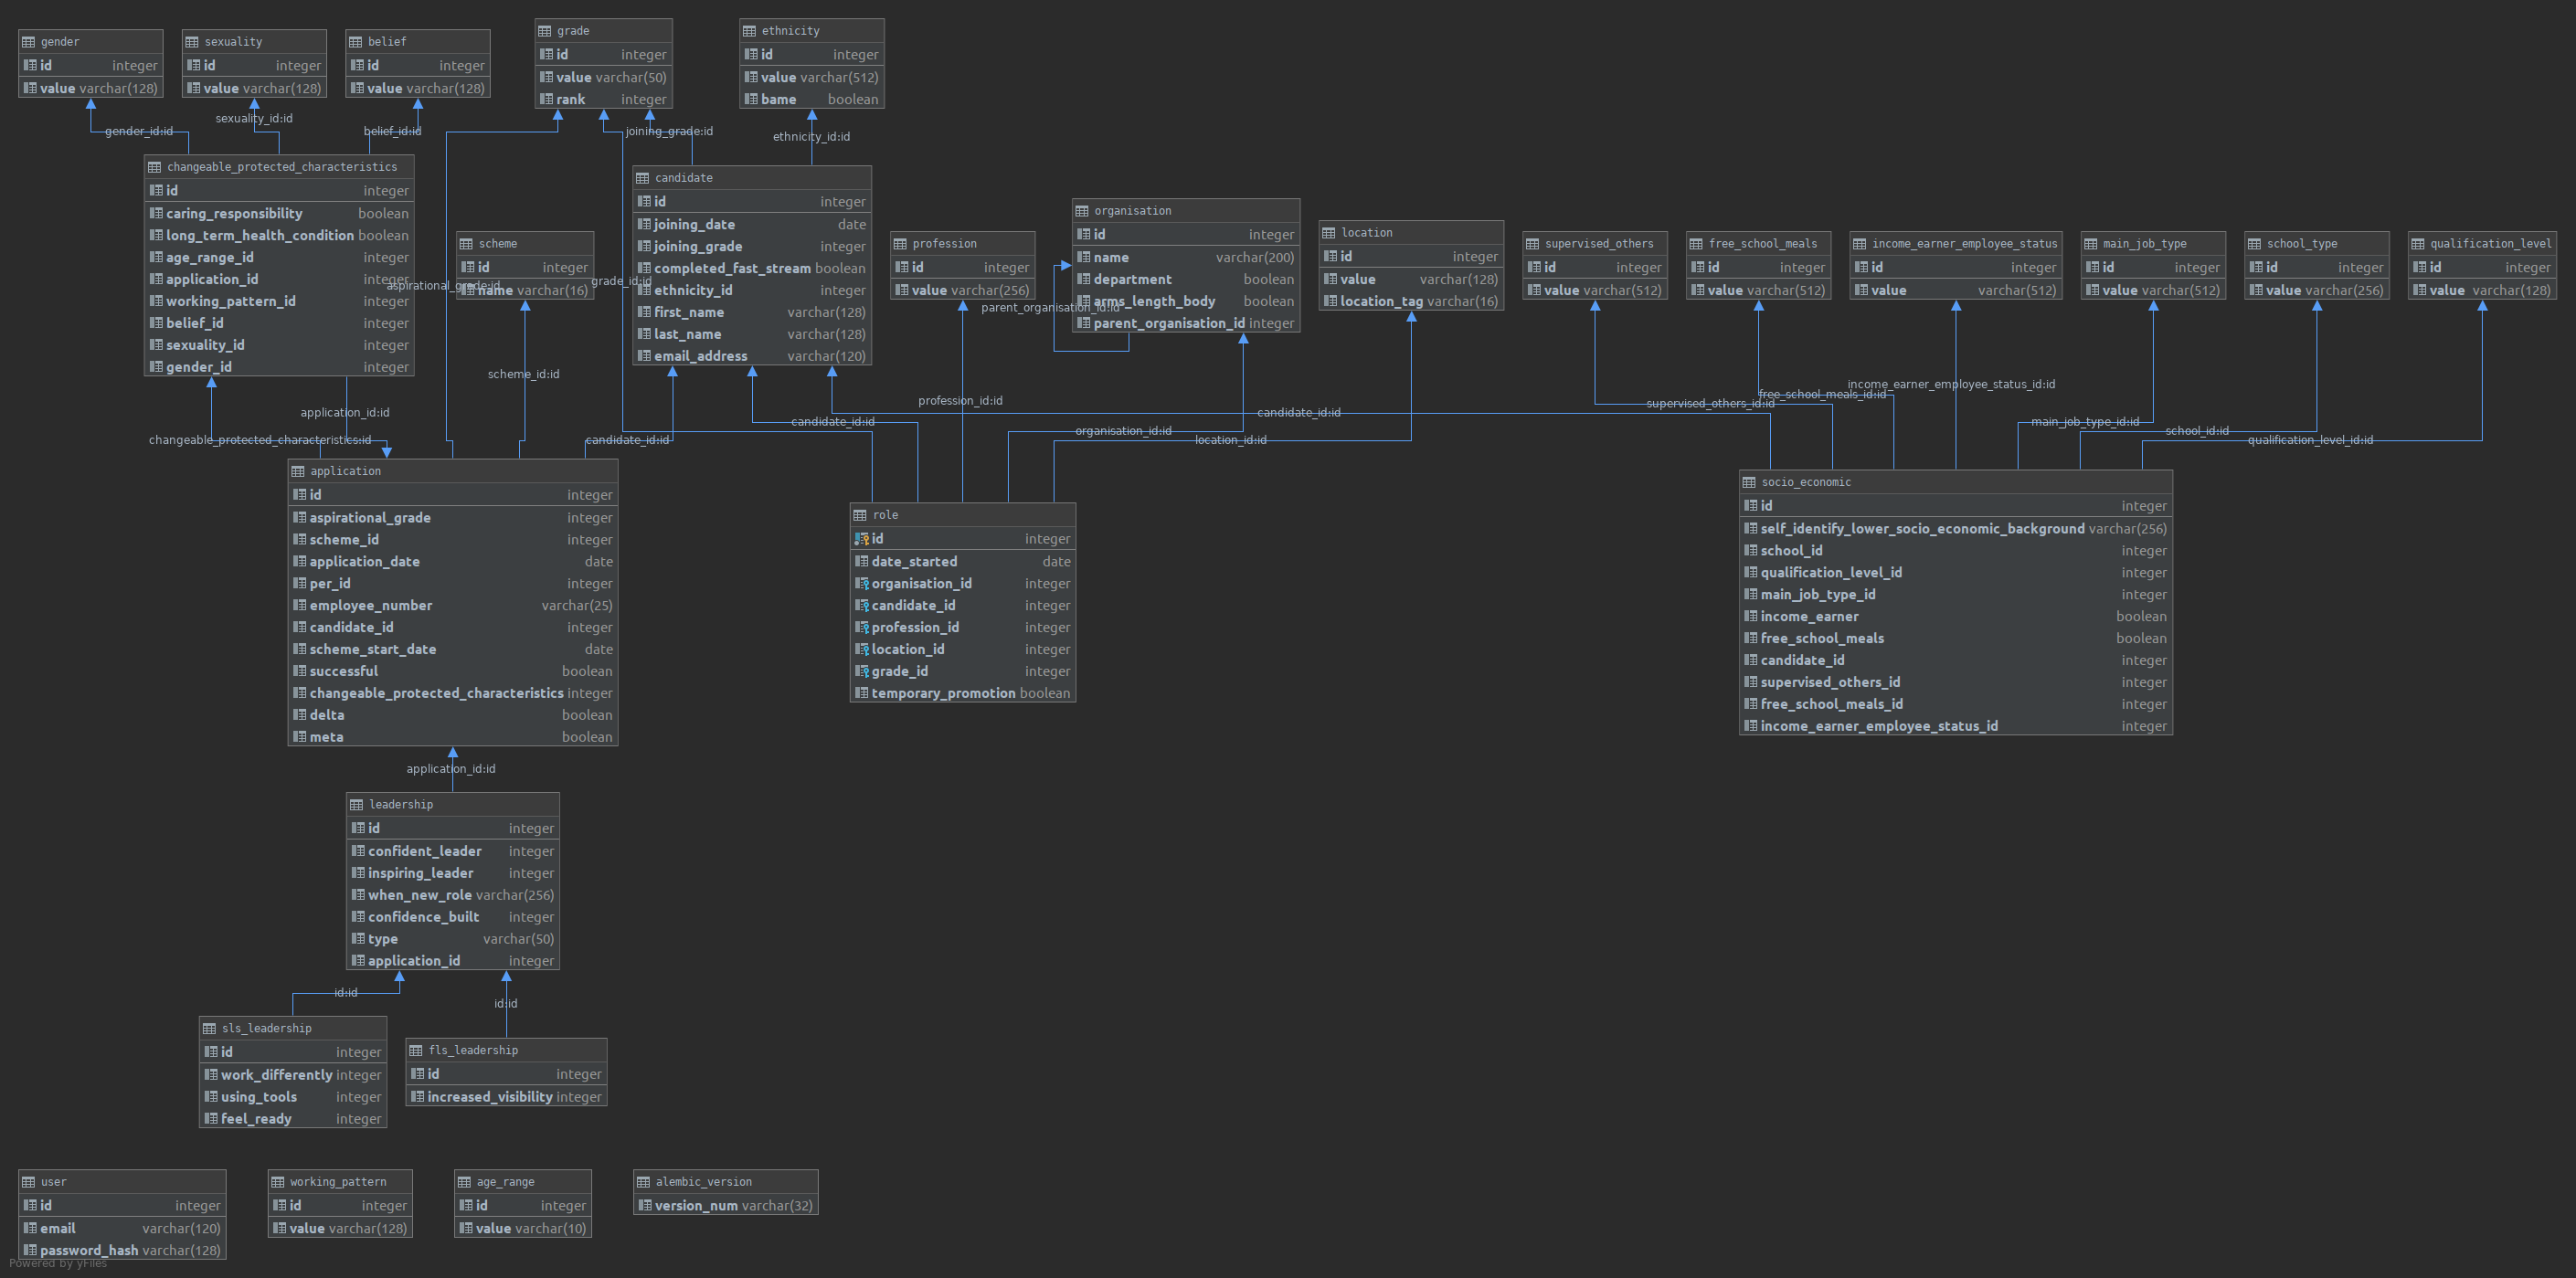 gender
id integer
value varchar(128)
sexuality
id integer
value varchar(128)
belief
id integer
value varchar(128)
grade
id integer
value varchar(50)
rank integer
ethnicity
id integer
value varchar(512)
bame boolean
gender_id:id
sexuality_id:id
belief_id:id
joining_grade:id
ethnicity_id:id
changeable_protected_characteristics
id integer
caring_responsibility boolean
long_term_health_condition boolean
age_range_id integer
application_id integer
working_pattern_id integer
belief_id integer
sexuality_id integer
gender_id integer
aspirational_grade:id
scheme
id integer
name varchar(16)
grade_id:id
candidate
id integer
joining_date date
joining_grade integer
completed_fast_stream boolean
ethnicity_id integer
first_name varchar(128)
last_name varchar(128)
email_address varchar(120)
profession
id integer
value varchar(256)
organisation
id integer
name varchar(200)
department boolean
arms_length_body boolean
parent_organisation_id integer
parent_organisation_id:id
location
id integer
value varchar(128)
location_tag varchar(16)
supervised_others
id integer
value varchar(512)
free_school_meals
id integer
value varchar(512)
income_earner_employee_status
id integer
value varchar(512)
main_job_type
id integer
value varchar(512)
school_type
id integer
value varchar(256)
qualification_level
id integer
value varchar(128)
scheme_id:id
application_id:id
changeable_protected_characteristics:id
candidate_id:id
candidate_id:id
profession_id:id
organisation_id:id
location_id:id
candidate_id:id
supervised_others_id:id
free_school_meals_id:id
income_earner_employee_status_id:id
main_job_type_id:id
school_id:id
qualification_level_id:id
application
id integer
aspirational_grade integer
scheme_id integer
application_date date
per_id integer
employee_number varchar(25)
candidate_id integer
scheme_start_date date
successful boolean
changeable_protected_characteristics integer
delta boolean
meta boolean
role
id integer
date_started date
organisation_id integer
candidate_id integer
profession_id integer
location_id integer
grade_id integer
temporary_promotion boolean
socio_economic
id integer
self_identify_lower_socio_economic_background varchar(256)
school_id integer
qualification_level_id integer
main_job_type_id integer
income_earner boolean
free_school_meals boolean
candidate_id integer
supervised_others_id integer
free_school_meals_id integer
income_earner_employee_status_id integer
application_id:id
leadership
id integer
confident_leader integer
inspiring_leader integer
when_new_role varchar(256)
confidence_built integer
type varchar(50)
application_id integer
id:id
id:id
sls_leadership
id integer
work_differently integer
using_tools integer
feel_ready integer
fls_leadership
id integer
increased_visibility integer
user
id integer
email varchar(120)
password_hash varchar(128)
working_pattern
id integer
value varchar(128)
age_range
id integer
value varchar(10)
alembic_version
version_num varchar(32)
Powered by yFiles